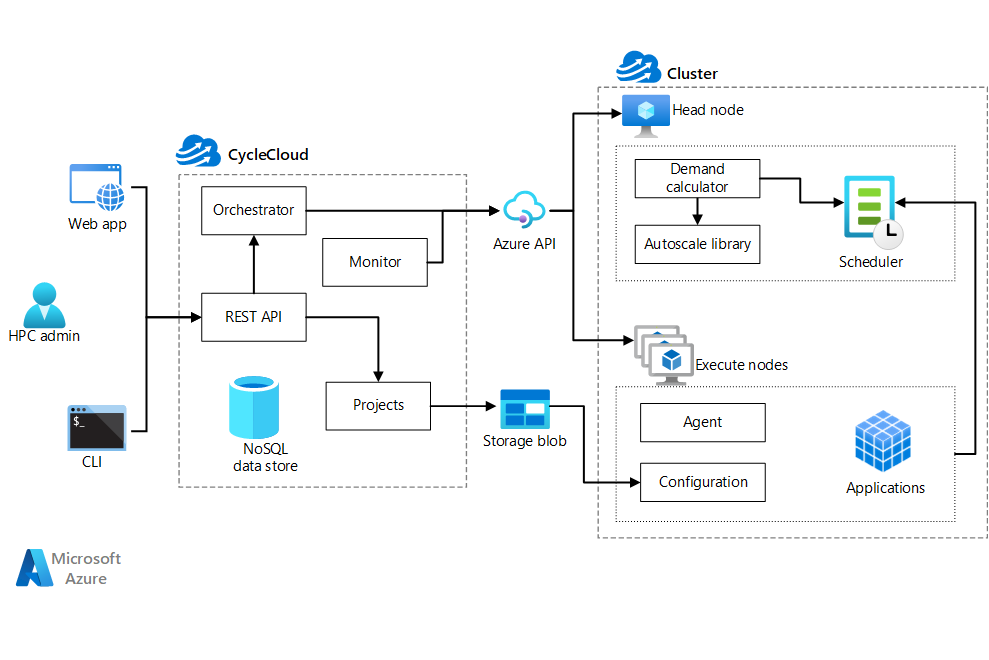 Cluster
Head node
CycleCloud
Demand
calculator
Web app
Orchestrator
Azure API
Autoscale library
Scheduler
Monitor
HPC admin
REST API
Execute nodes
Projects
Agent
$_
CLI
NoSQL
data store
Storage blob
Configuration
Applications
Microsoft
Azure